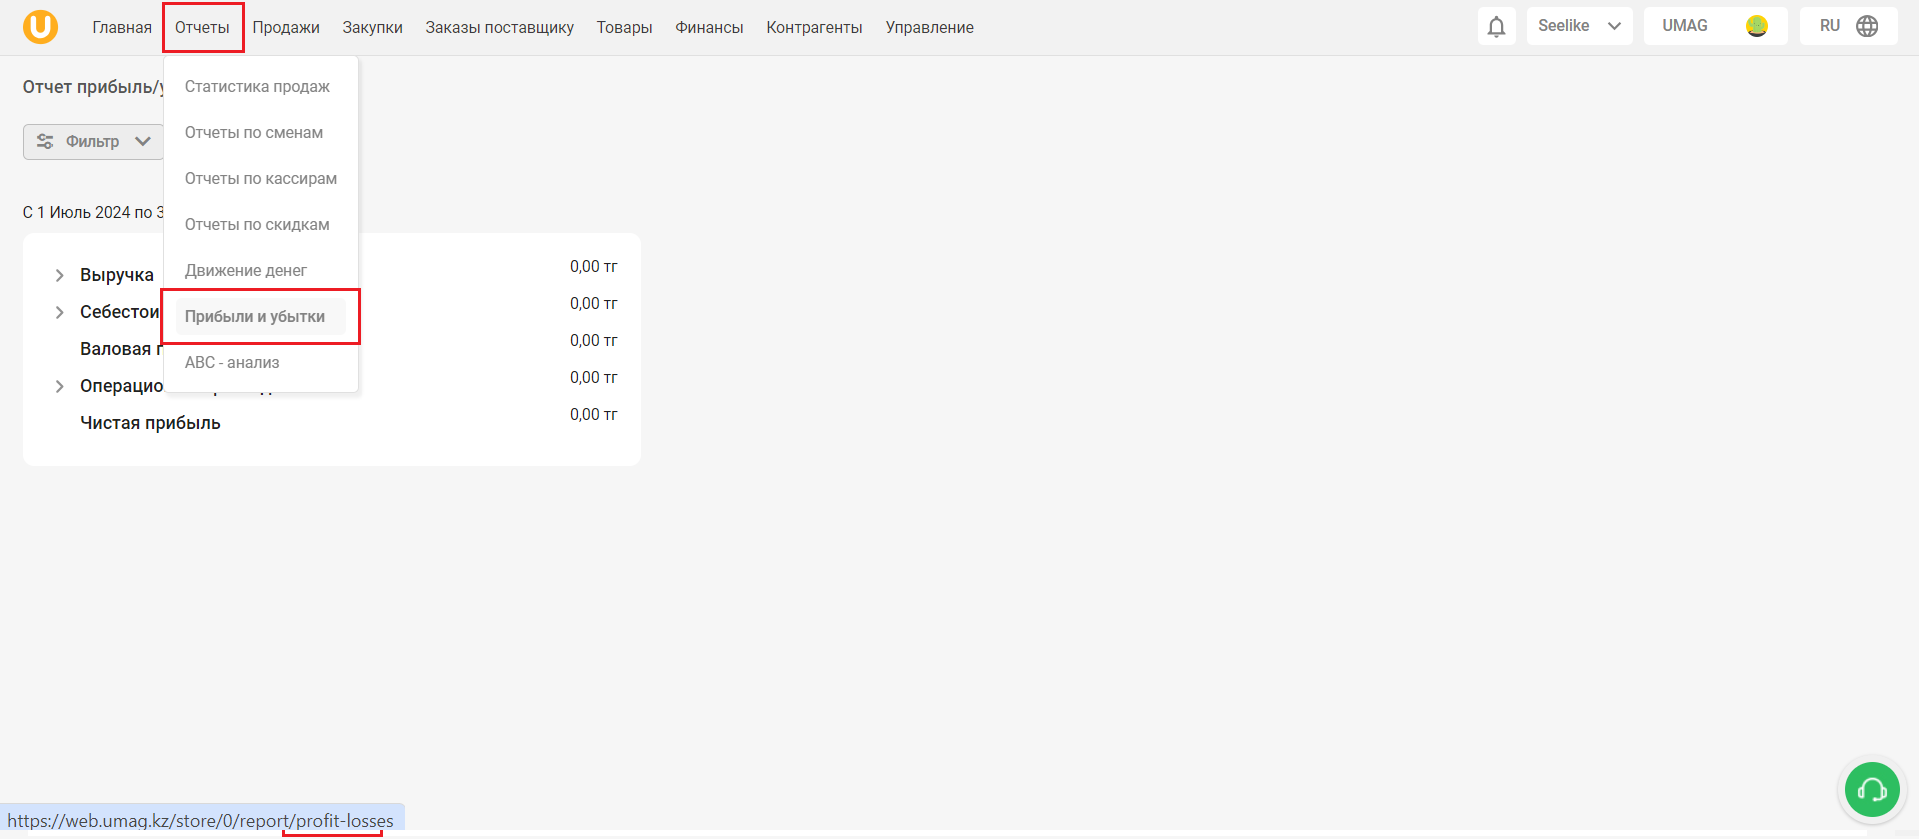 U Главная Отчеты Продажи Закупки Заказы поставщику Товары Финансы Контрагенты Управление Seelike UMAG RU
Отчет прибыль/
Статистика продаж
Отчеты по сменам
Фильтр
Отчеты по кассирам
С 1 Июль 2024 по 3
Отчеты по скидкам
Движение денег
Выручка 0,00 тг
Себестои 0,00 тг
Прибыли и убытки
Валовая 0,00 тг
ABC - анализ
Операцио 0,00 тг
Чистая прибыль 0,00 тг
https://web.umag.kz/store/0/report/profit-losses